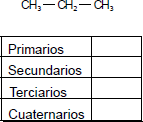 CH₃ — CH₂ — CH₃
Primarios
Secundarios
Terciarios
Cuaternarios